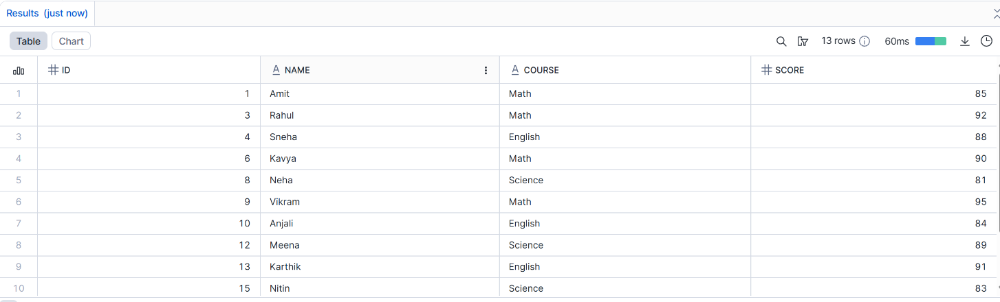 Results (just now)
Table Chart 13 rows 60ms
ID NAME COURSE SCORE
1 1 Amit Math 85
2 3 Rahul Math 92
3 4 Sneha English 88
4 6 Kavya Math 90
5 8 Neha Science 81
6 9 Vikram Math 95
7 10 Anjali English 84
8 12 Meena Science 89
9 13 Karthik English 91
10 15 Nitin Science 83